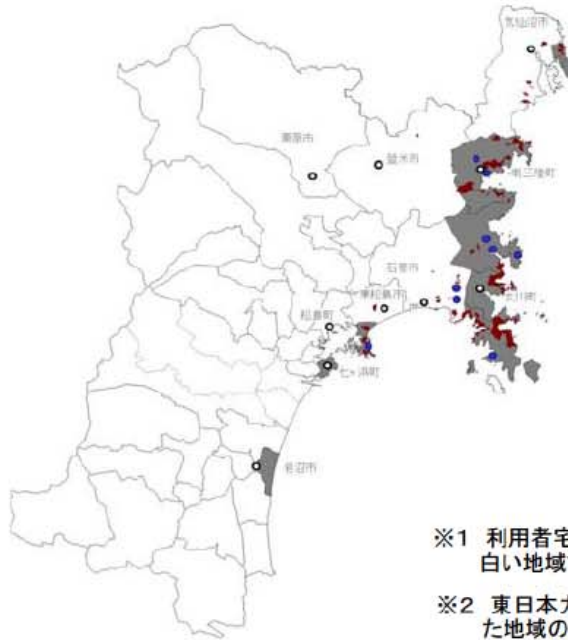 気仙沼市
栗原市
登米市
南三陸町
石巻市
東松島市
女川町
松島町
七ヶ浜町
岩沼市
※1 利用者宅
白い地域
※2 東日本
た地域の